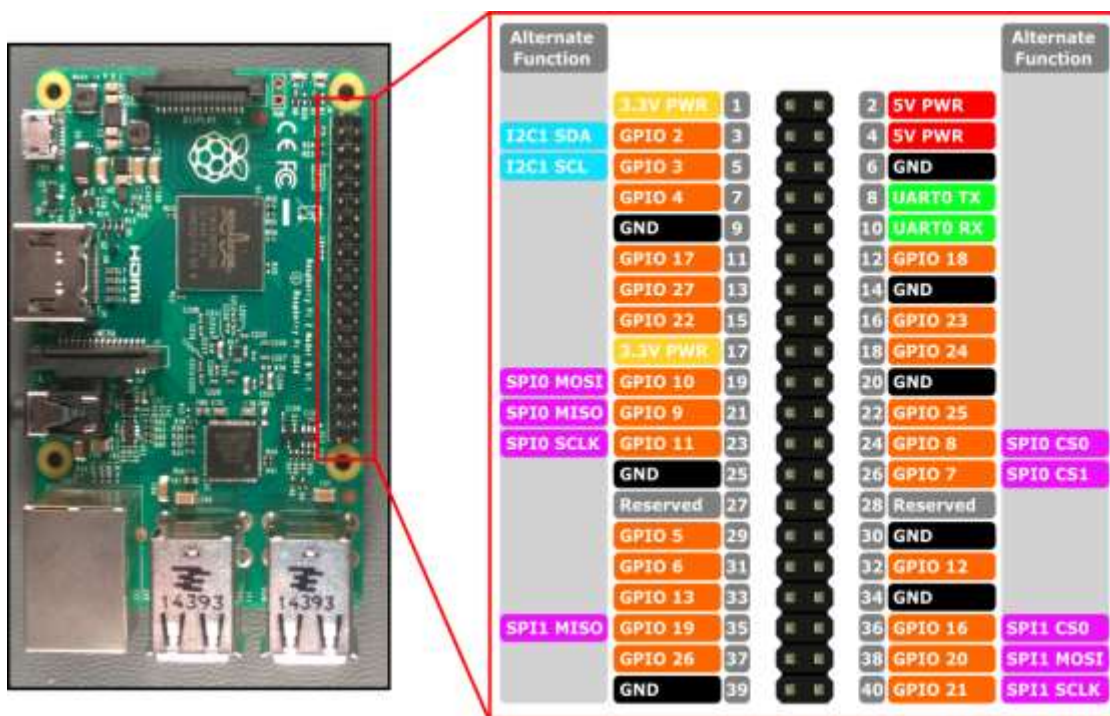 Alternate
Function
Alternate
Function
3.3V PWR 1 2 5V PWR
I2C1 SDA GPIO 2 3 4 5V PWR
I2C1 SCL GPIO 3 5 6 GND
GPIO 4 7 8 UART0 TX
GND 9 10 UART0 RX
GPIO 17 11 12 GPIO 18
GPIO 27 13 14 GND
GPIO 22 15 16 GPIO 23
3.3V PWR 17 18 GPIO 24
SPI0 MOSI GPIO 10 19 20 GND
SPI0 MISO GPIO 9 21 22 GPIO 25
SPI0 SCLK GPIO 11 23 24 GPIO 8 SPI0 CS0
GND 25 26 GPIO 7 SPI0 CS1
Reserved 27 28 Reserved
GPIO 5 29 30 GND
GPIO 6 31 32 GPIO 12
GPIO 13 33 34 GND
SPI1 MISO GPIO 19 35 36 GPIO 16 SPI1 CS0
GPIO 26 37 38 GPIO 20 SPI1 MOSI
GND 39 40 GPIO 21 SPI1 SCLK
DISPLAY
CE FC
HDMI
Raspberry Pi 2 Model B
14393
14393